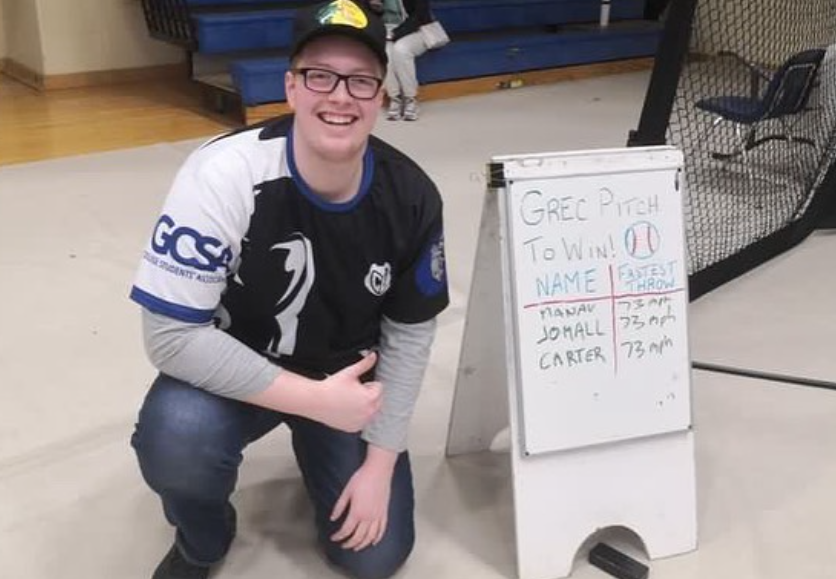 GCSA
GREC PITCH
TO WIN!
NAME FASTEST
THROW
MANAV 73 mph
JOMALL 73 mph
CARTER 73 mph